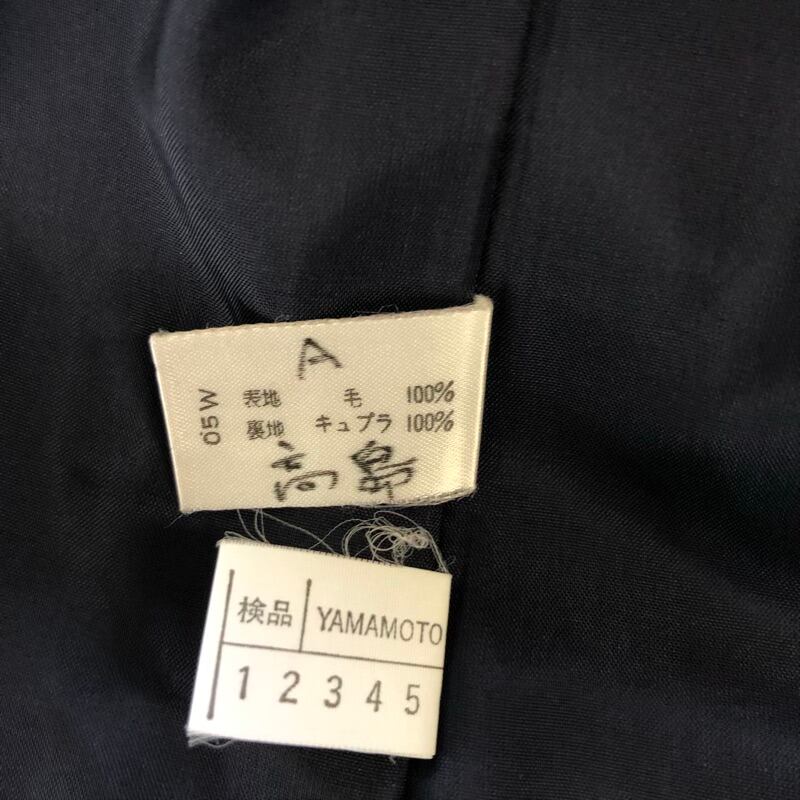 A
05W
表地 毛 100%
裏地 キュプラ 100%
高島
検品 YAMAMOTO
1 2 3 4 5